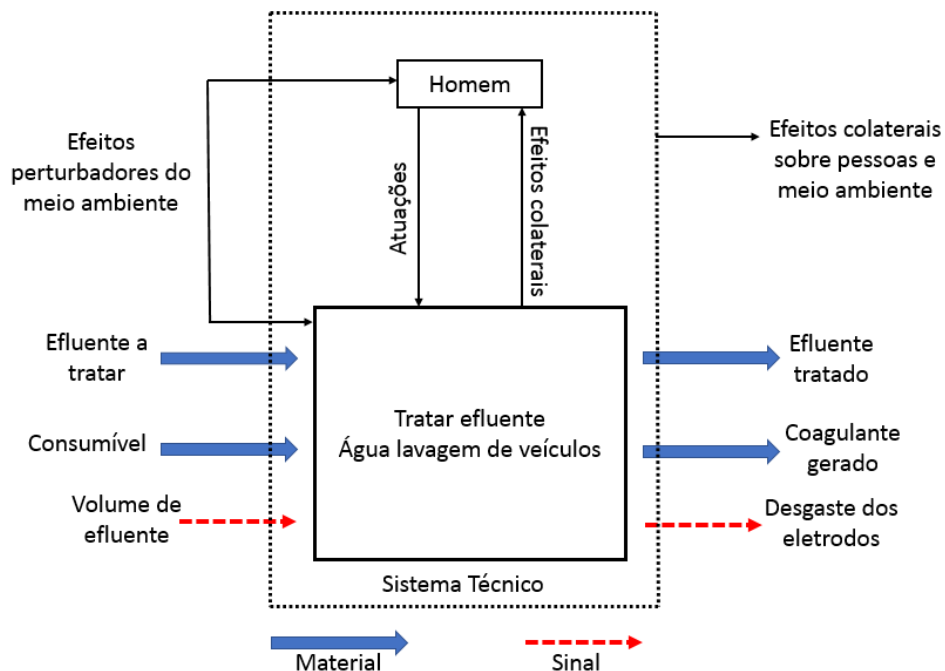 Homem
Efeitos
perturbadores do
meio ambiente
Atuações
Efeitos colaterais
Efeitos colaterais
sobre pessoas e
meio ambiente
Efluente a
tratar
Consumível
Volume de
efluente
Tratar efluente
Água lavagem de veículos
Efluente
tratado
Coagulante
gerado
Desgaste dos
eletrodos
Sistema Técnico
Material
Sinal